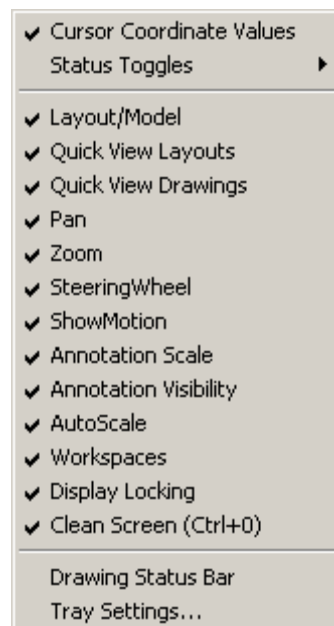 Cursor Coordinate Values
Status Toggles
Layout/Model
Quick View Layouts
Quick View Drawings
Pan
Zoom
SteeringWheel
ShowMotion
Annotation Scale
Annotation Visibility
AutoScale
Workspaces
Display Locking
Clean Screen (Ctrl+0)
Drawing Status Bar
Tray Settings...